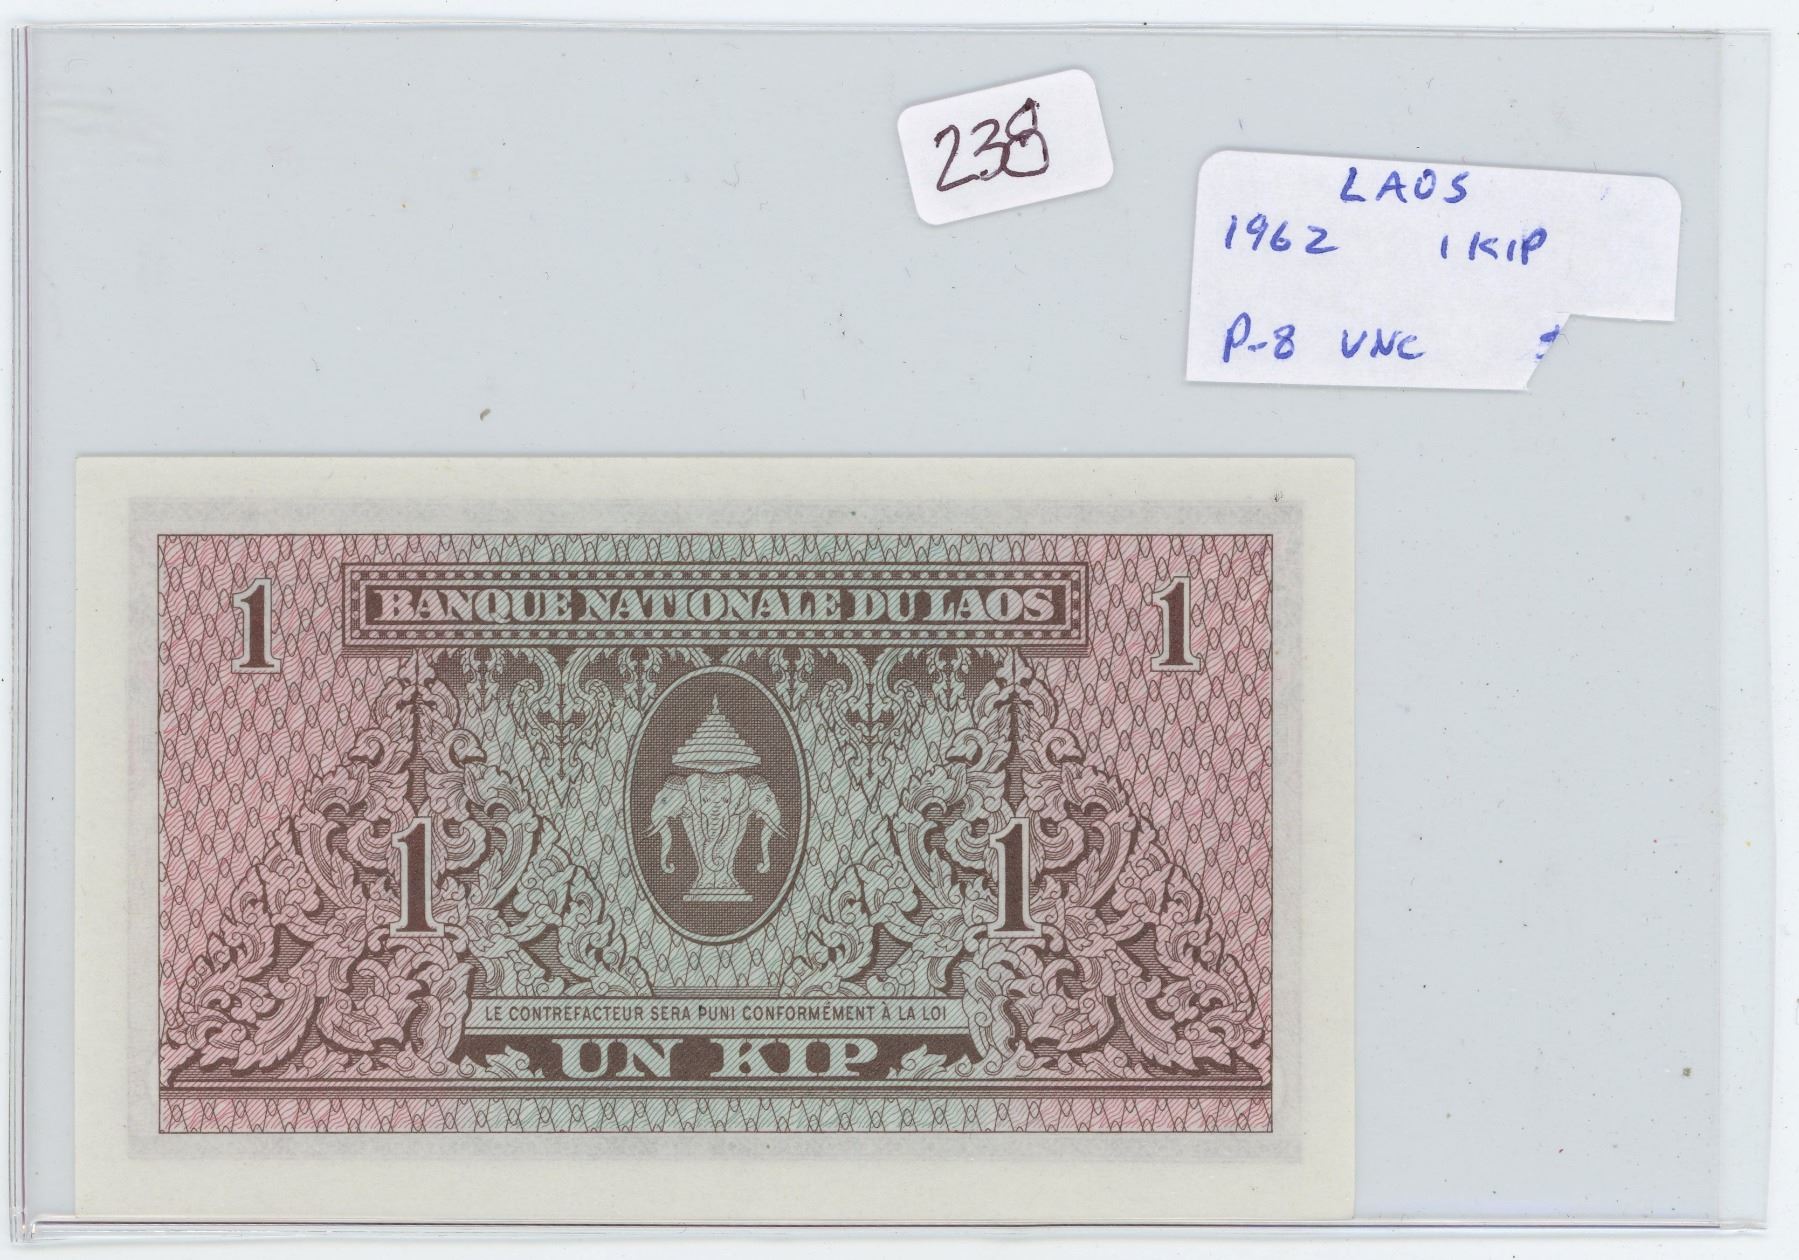 238
LAOS
1962 1 KIP
P-8 UNC
1 BANQUE NATIONALE DU LAOS 1
1 1
LE CONTREFACTEUR SERA PUNI CONFORMÉMENT À LA LOI
UN KIP